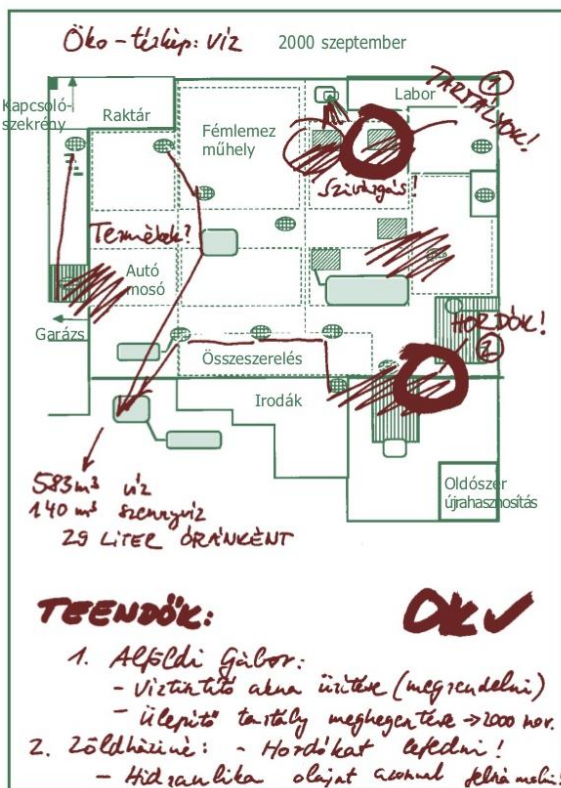 Öko-térkép: víz
2000 szeptember
Kapcsoló-
szekrény
Raktár
Fémlemez
műhely
Labor
TARTÁLYOK!
1
Szivárgás!
Termékek?
Autó
mosó
Garázs
HORDÓK!
2
Összeszerelés
Irodák
583 m³ víz
140 m³ szennyvíz
29 LITER ÓRÁNKÉNT
Oldószer
újrahasznosítás
TEENDŐK:
OK
1. Alföldi Gábor:
- Víztisztító akna ürítése (megrendelni)
- Ülepítő tartály meghegesztése → 2000 nov.
2. Zöldháziné: - Hordókat lefedni!
- Hidraulika olajat azonnal felszámolni!